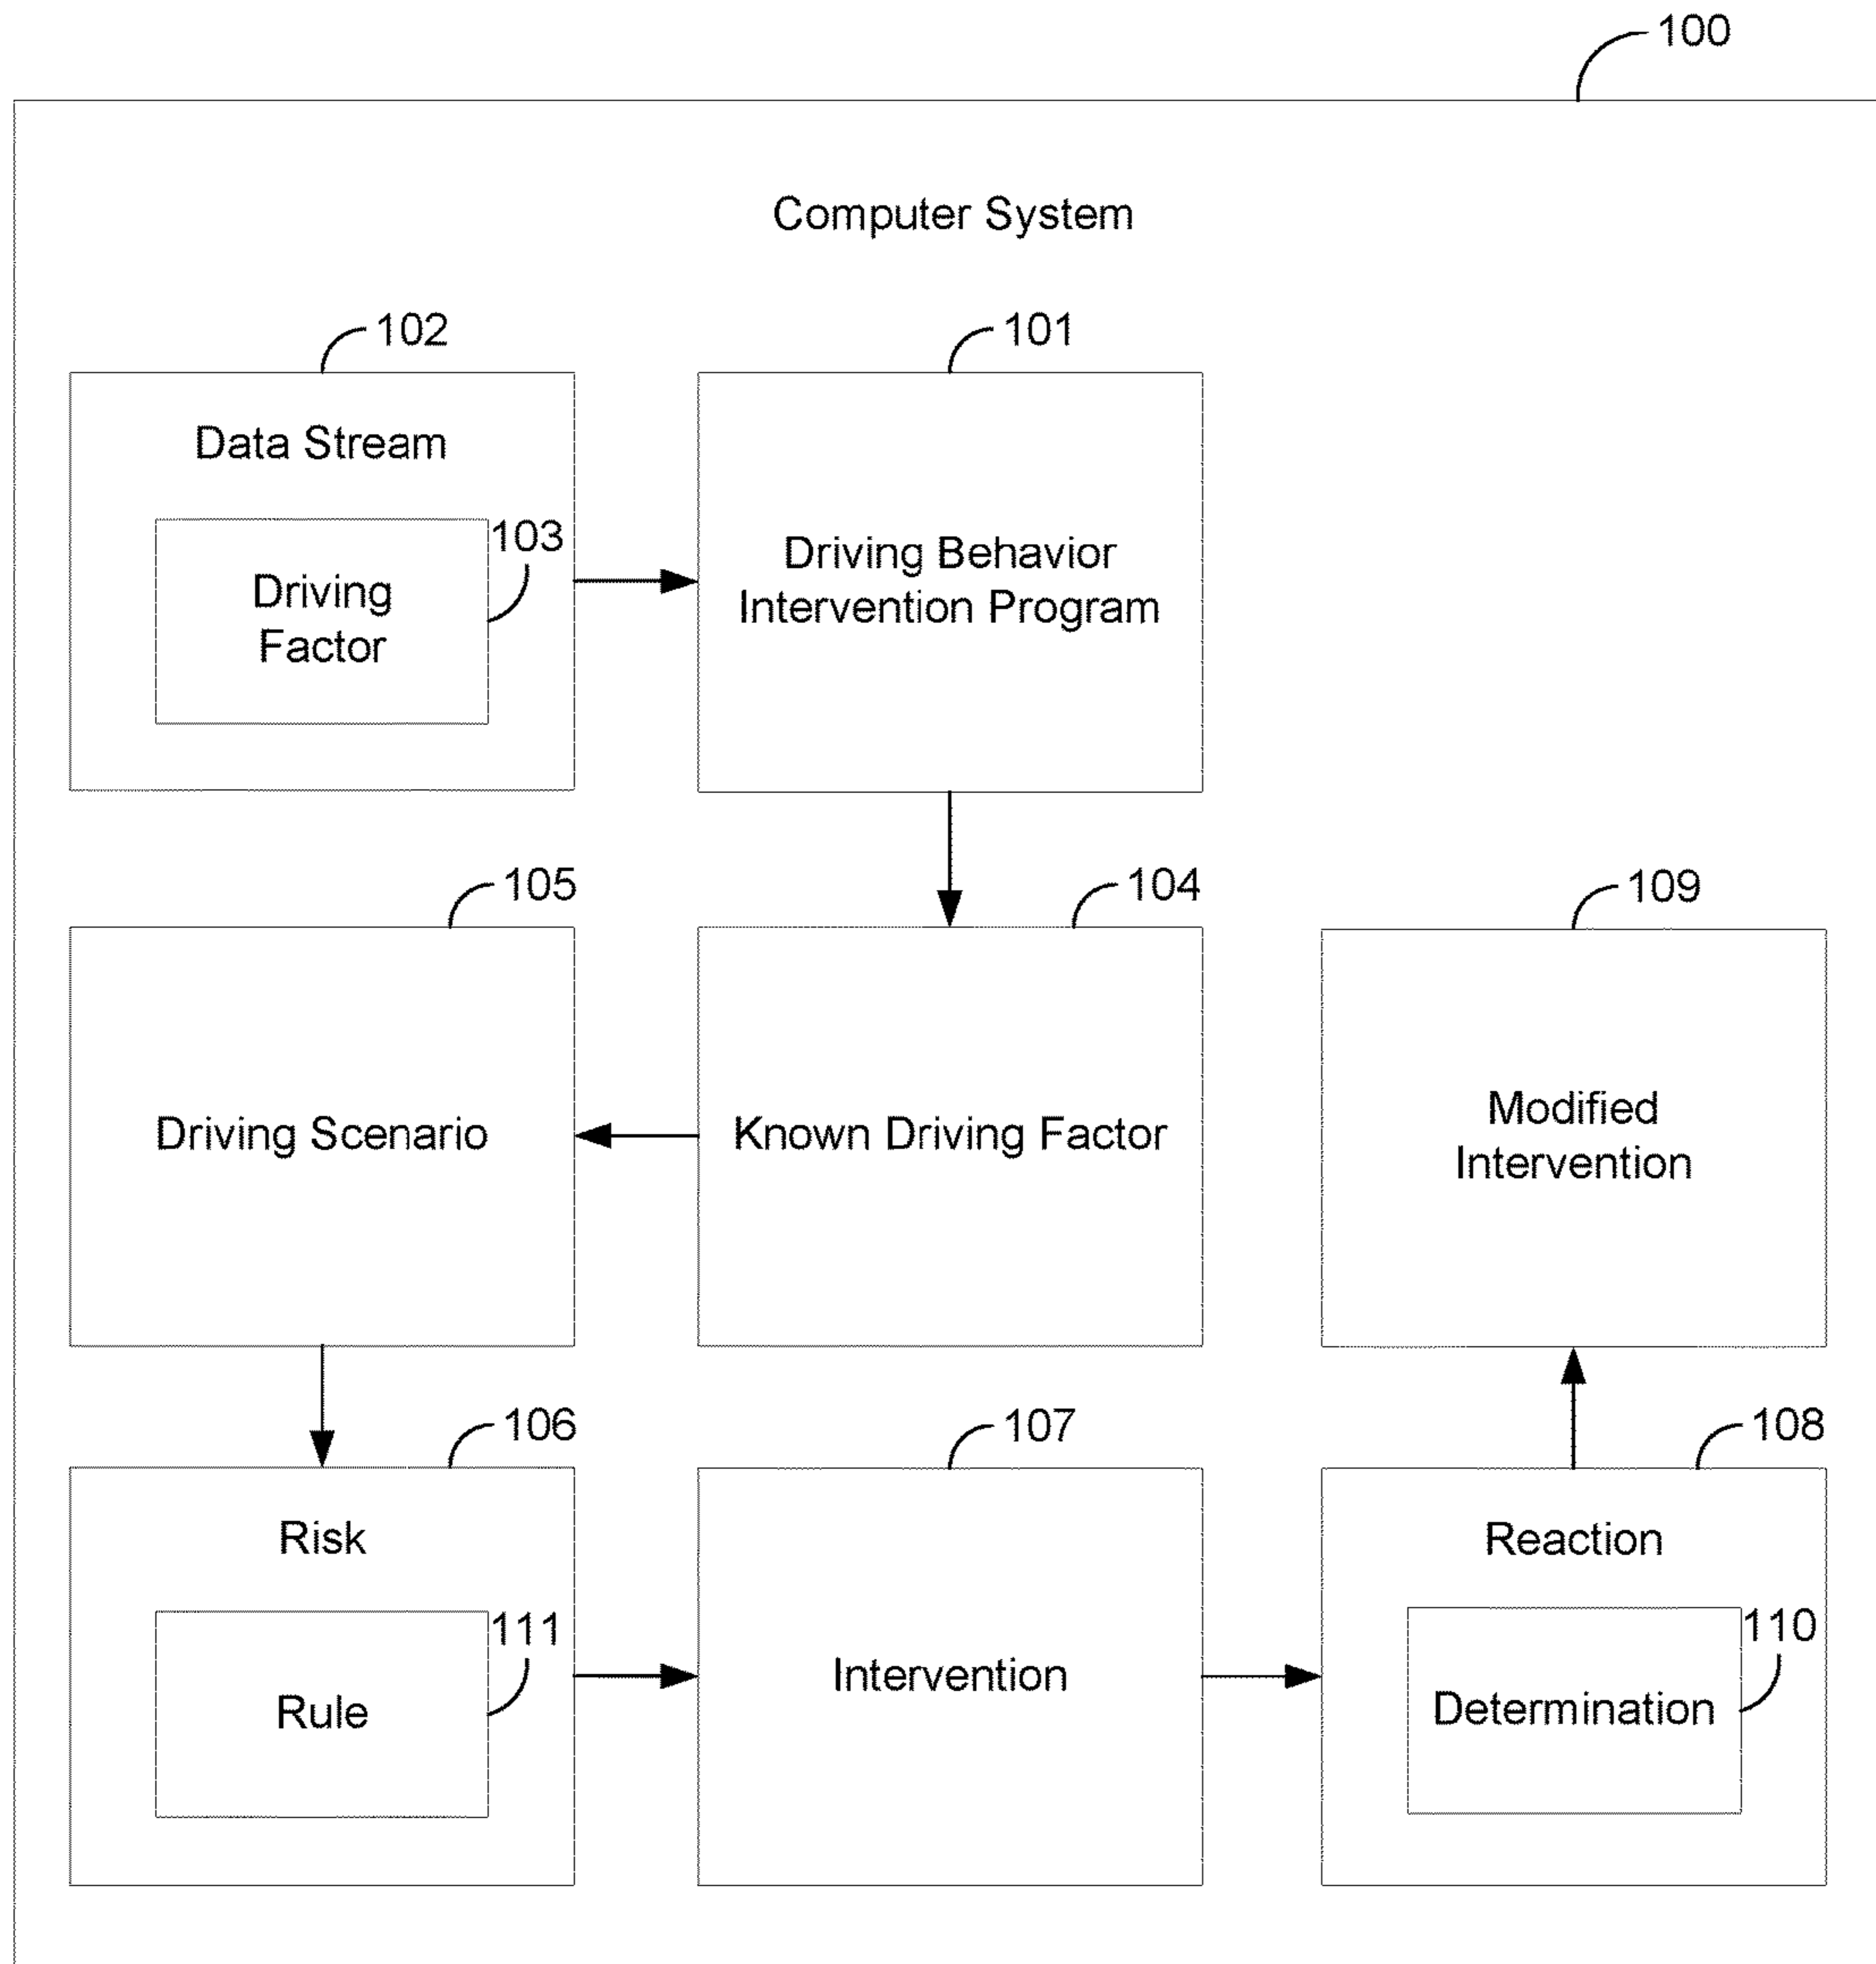 100
Computer System
102
101
Data Stream
103
Driving
Factor
Driving Behavior
Intervention Program
105
104
109
Driving Scenario
Known Driving Factor
Modified
Intervention
106
107
108
Risk
111
Rule
Intervention
Reaction
110
Determination